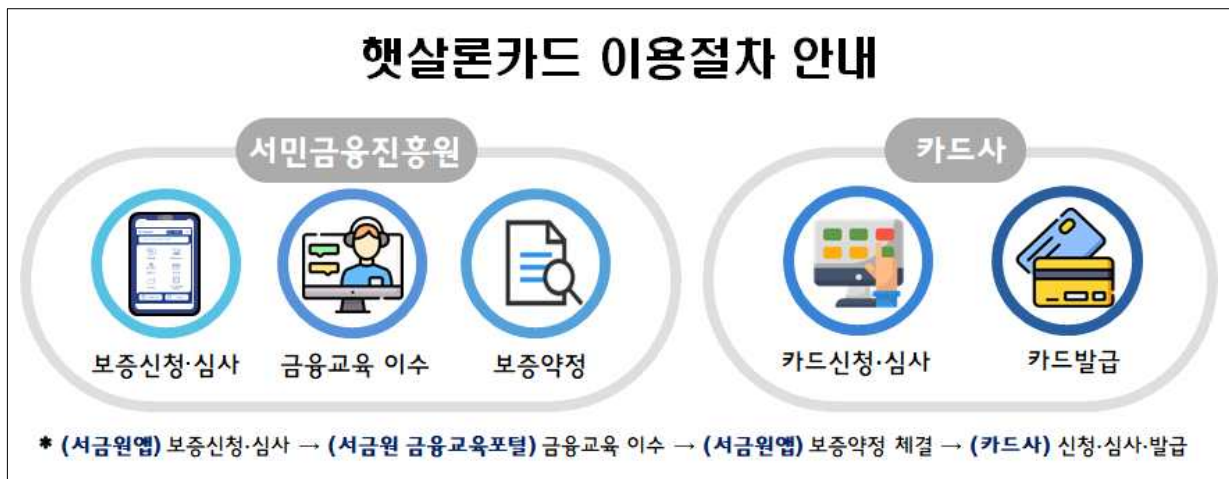 햇살론카드 이용절차 안내
서민금융진흥원
카드사
보증신청·심사
금융교육 이수
보증약정
카드신청·심사
카드발급
* (서금원앱) 보증신청·심사 → (서금원 금융교육포털) 금융교육 이수 → (서금원앱) 보증약정 체결 → (카드사) 신청·심사·발급